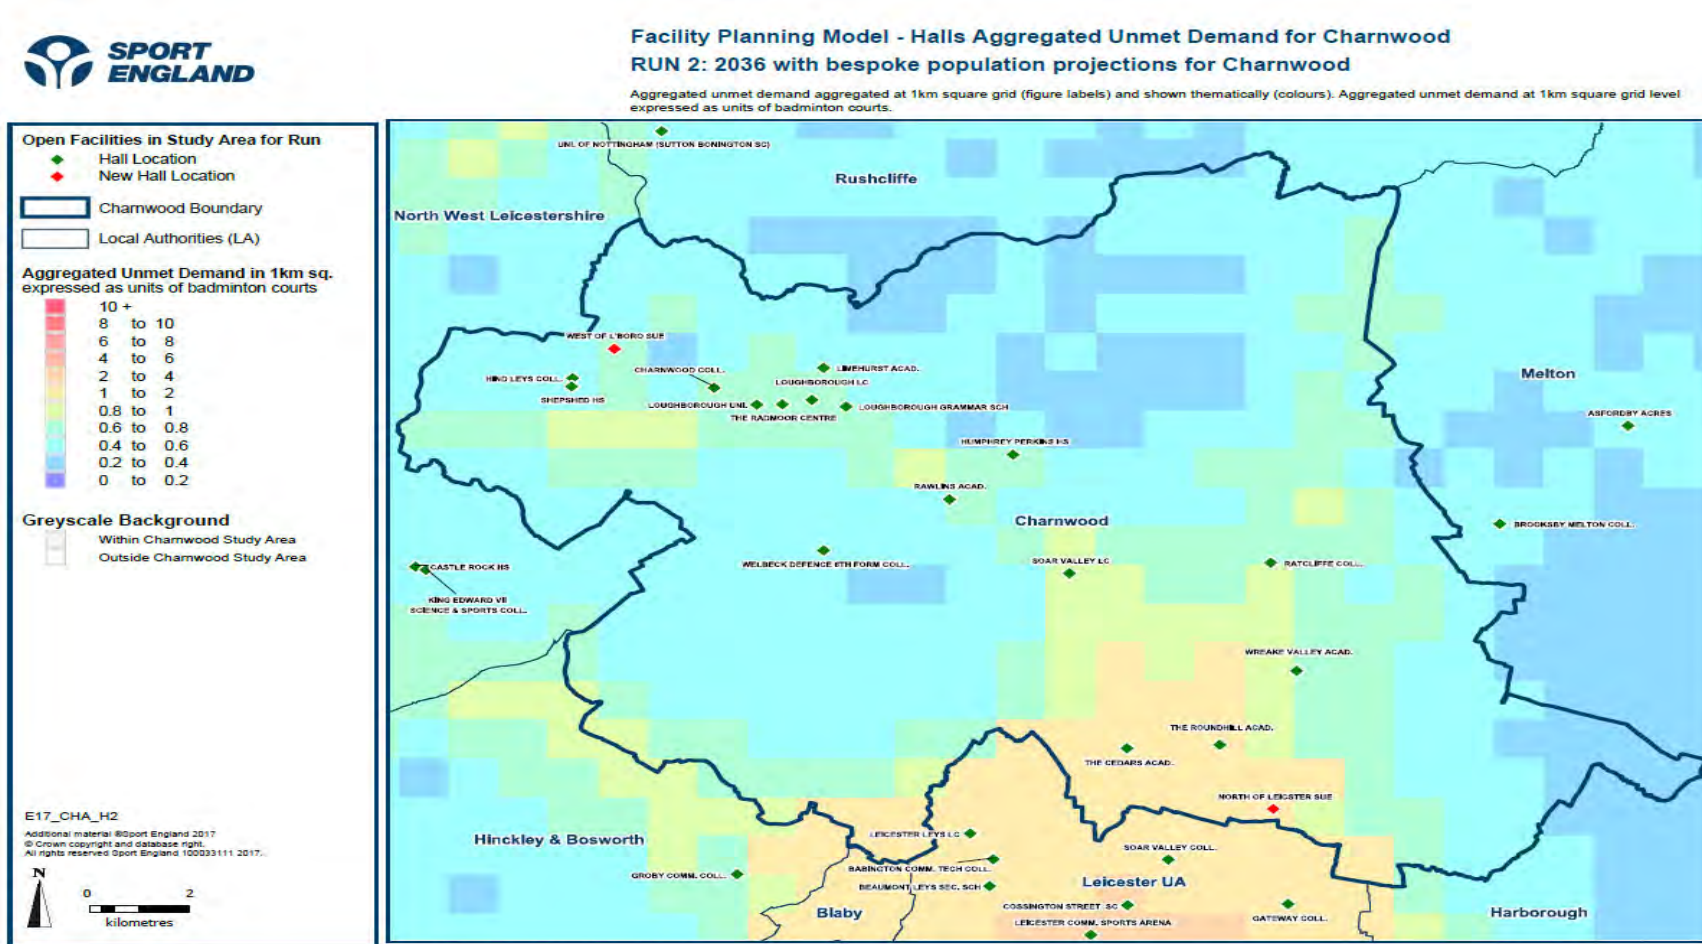 SPORT
ENGLAND
Facility Planning Model - Halls Aggregated Unmet Demand for Charnwood
RUN 2: 2036 with bespoke population projections for Charnwood
Aggregated unmet demand aggregated at 1km square grid (figure labels) and shown thematically (colours). Aggregated unmet demand at 1km square grid level
expressed as units of badminton courts.
Open Facilities in Study Area for Run
Hall Location
New Hall Location
Charnwood Boundary
Local Authorities (LA)
Aggregated Unmet Demand in 1km sq.
expressed as units of badminton courts
10 +
8 to 10
6 to 8
4 to 6
2 to 4
1 to 2
0.8 to 1
0.6 to 0.8
0.4 to 0.6
0.2 to 0.4
0 to 0.2
Greyscale Background
Within Charnwood Study Area
Outside Charnwood Study Area
E17_CHA_H2
Additional material ©Sport England 2017
© Crown copyright and database right.
All rights reserved Sport England 100033111 2017.
N
0 2
kilometres
UNI. OF NOTTINGHAM (SUTTON BONINGTON SC)
Rushcliffe
North West Leicestershire
WEST OF L'BORO SUE
CHARNWOOD COLL.
LIMEHURST ACAD.
HIND LEYS COLL.
LOUGHBOROUGH LC
SHEPSHED HS
LOUGHBOROUGH UNI.
LOUGHBOROUGH GRAMMAR SCH
THE RADMOOR CENTRE
Melton
ASFORDBY ACRES
HUMPHREY PERKINS HS
RAWLINS ACAD.
Charnwood
BROOKSBY MELTON COLL.
WELBECK DEFENCE 6TH FORM COLL.
SOAR VALLEY LC
RATCLIFFE COLL.
CASTLE ROCK HS
KING EDWARD VII
SCIENCE & SPORTS COLL.
WREAKE VALLEY ACAD.
THE ROUNDHILL ACAD.
THE CEDARS ACAD.
NORTH OF LEICSTER SUE
Hinckley & Bosworth
LEICESTER LEYS LC
SOAR VALLEY COLL.
BABINGTON COMM. TECH COLL.
GROBY COMM. COLL.
BEAUMONT LEYS SEC. SCH
Leicester UA
COSSINGTON STREET SC
Blaby
LEICESTER COMM. SPORTS ARENA
GATEWAY COLL.
Harborough